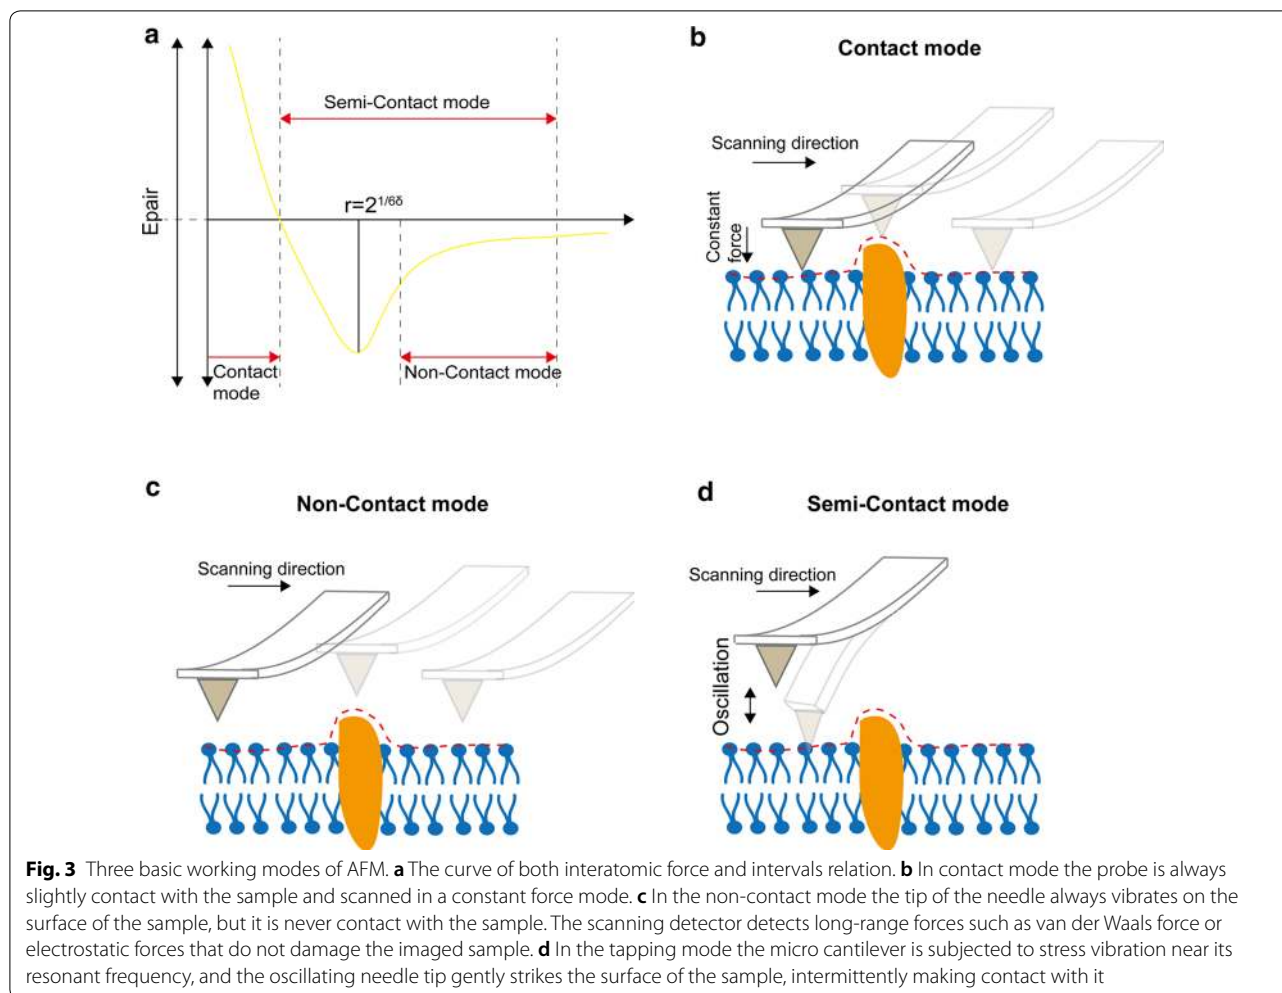 a
Semi-Contact mode
r=2^1/6δ
Epair
Contact
mode
Non-Contact mode
b
Contact mode
Scanning direction
Constant
force
c
Non-Contact mode
Scanning direction
d
Semi-Contact mode
Scanning direction
Oscillation
Fig. 3 Three basic working modes of AFM. a The curve of both interatomic force and intervals relation. b In contact mode the probe is always
slightly contact with the sample and scanned in a constant force mode. c In the non-contact mode the tip of the needle always vibrates on the
surface of the sample, but it is never contact with the sample. The scanning detector detects long-range forces such as van der Waals force or
electrostatic forces that do not damage the imaged sample. d In the tapping mode the micro cantilever is subjected to stress vibration near its
resonant frequency, and the oscillating needle tip gently strikes the surface of the sample, intermittently making contact with it